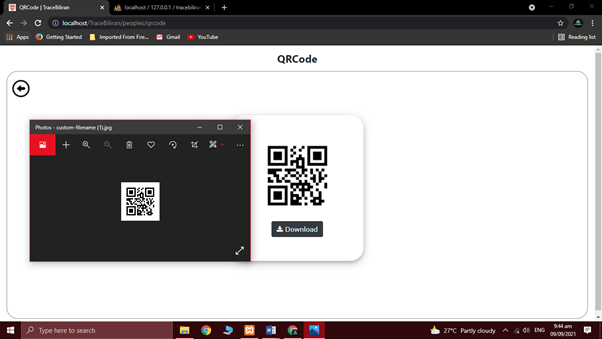 QRCode | TraceBiliran
localhost / 127.0.0.1 / tracebiliran
localhost/TraceBiliran/peoples/qrcode
Apps
Getting Started
Imported From Fire...
Gmail
YouTube
Reading list
QRCode
Photos - custom-filename (1).jpg
Download
Type here to search
27°C Partly cloudy
ENG
9:44 am
09/09/2021